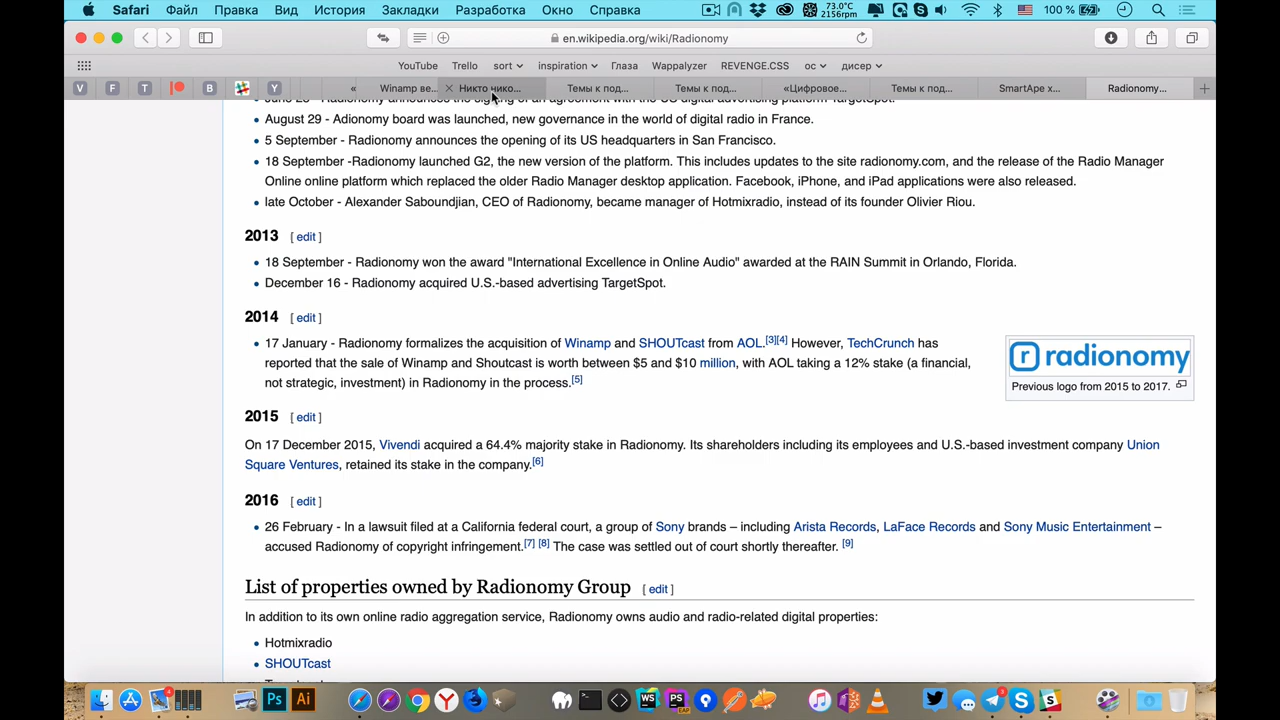 Safari Файл Правка Вид История Закладки Разработка Окно Справка 73.0°C 2156rpm 100 %
en.wikipedia.org/wiki/Radionomy
YouTube Trello sort inspiration Глаза Wappalyzer REVENGE.CSS ос дисер
V F T B Y « Winamp ве... Никто нико... Темы к под... Темы к под... «Цифровое... Темы к под... SmartApe х... Radionomy...
August 29 - Adionomy board was launched, new governance in the world of digital radio in France.
5 September - Radionomy announces the opening of its US headquarters in San Francisco.
18 September -Radionomy launched G2, the new version of the platform. This includes updates to the site radionomy.com, and the release of the Radio Manager
Online online platform which replaced the older Radio Manager desktop application. Facebook, iPhone, and iPad applications were also released.
late October - Alexander Saboundjian, CEO of Radionomy, became manager of Hotmixradio, instead of its founder Olivier Riou.
2013 [ edit ]
18 September - Radionomy won the award "International Excellence in Online Audio" awarded at the RAIN Summit in Orlando, Florida.
December 16 - Radionomy acquired U.S.-based advertising TargetSpot.
2014 [ edit ]
17 January - Radionomy formalizes the acquisition of Winamp and SHOUTcast from AOL.[3][4] However, TechCrunch has
reported that the sale of Winamp and Shoutcast is worth between $5 and $10 million, with AOL taking a 12% stake (a financial,
not strategic, investment) in Radionomy in the process.[5]
radionomy
Previous logo from 2015 to 2017.
2015 [ edit ]
On 17 December 2015, Vivendi acquired a 64.4% majority stake in Radionomy. Its shareholders including its employees and U.S.-based investment company Union
Square Ventures, retained its stake in the company.[6]
2016 [ edit ]
26 February - In a lawsuit filed at a California federal court, a group of Sony brands – including Arista Records, LaFace Records and Sony Music Entertainment –
accused Radionomy of copyright infringement.[7] [8] The case was settled out of court shortly thereafter. [9]
List of properties owned by Radionomy Group [ edit ]
In addition to its own online radio aggregation service, Radionomy owns audio and radio-related digital properties:
Hotmixradio
SHOUTcast
Ps Ai WS PS EAP